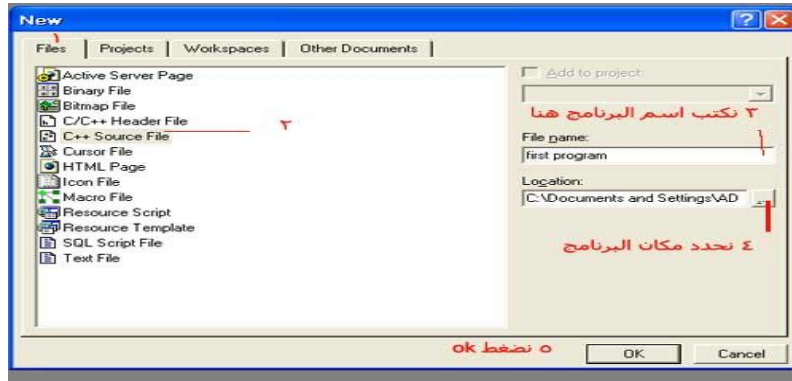 New
١
Files Projects Workspaces Other Documents
Active Server Page
Binary File
Bitmap File
C/C++ Header File
C++ Source File
٢
Cursor File
HTML Page
Icon File
Macro File
Resource Script
Resource Template
SQL Script File
Text File
Add to project:
٣ نكتب اسم البرنامج هنا
File name:
first program
Location:
C:\Documents and Settings\AD
...
٤ نحدد مكان البرنامج
٥ نضغط ok
OK Cancel